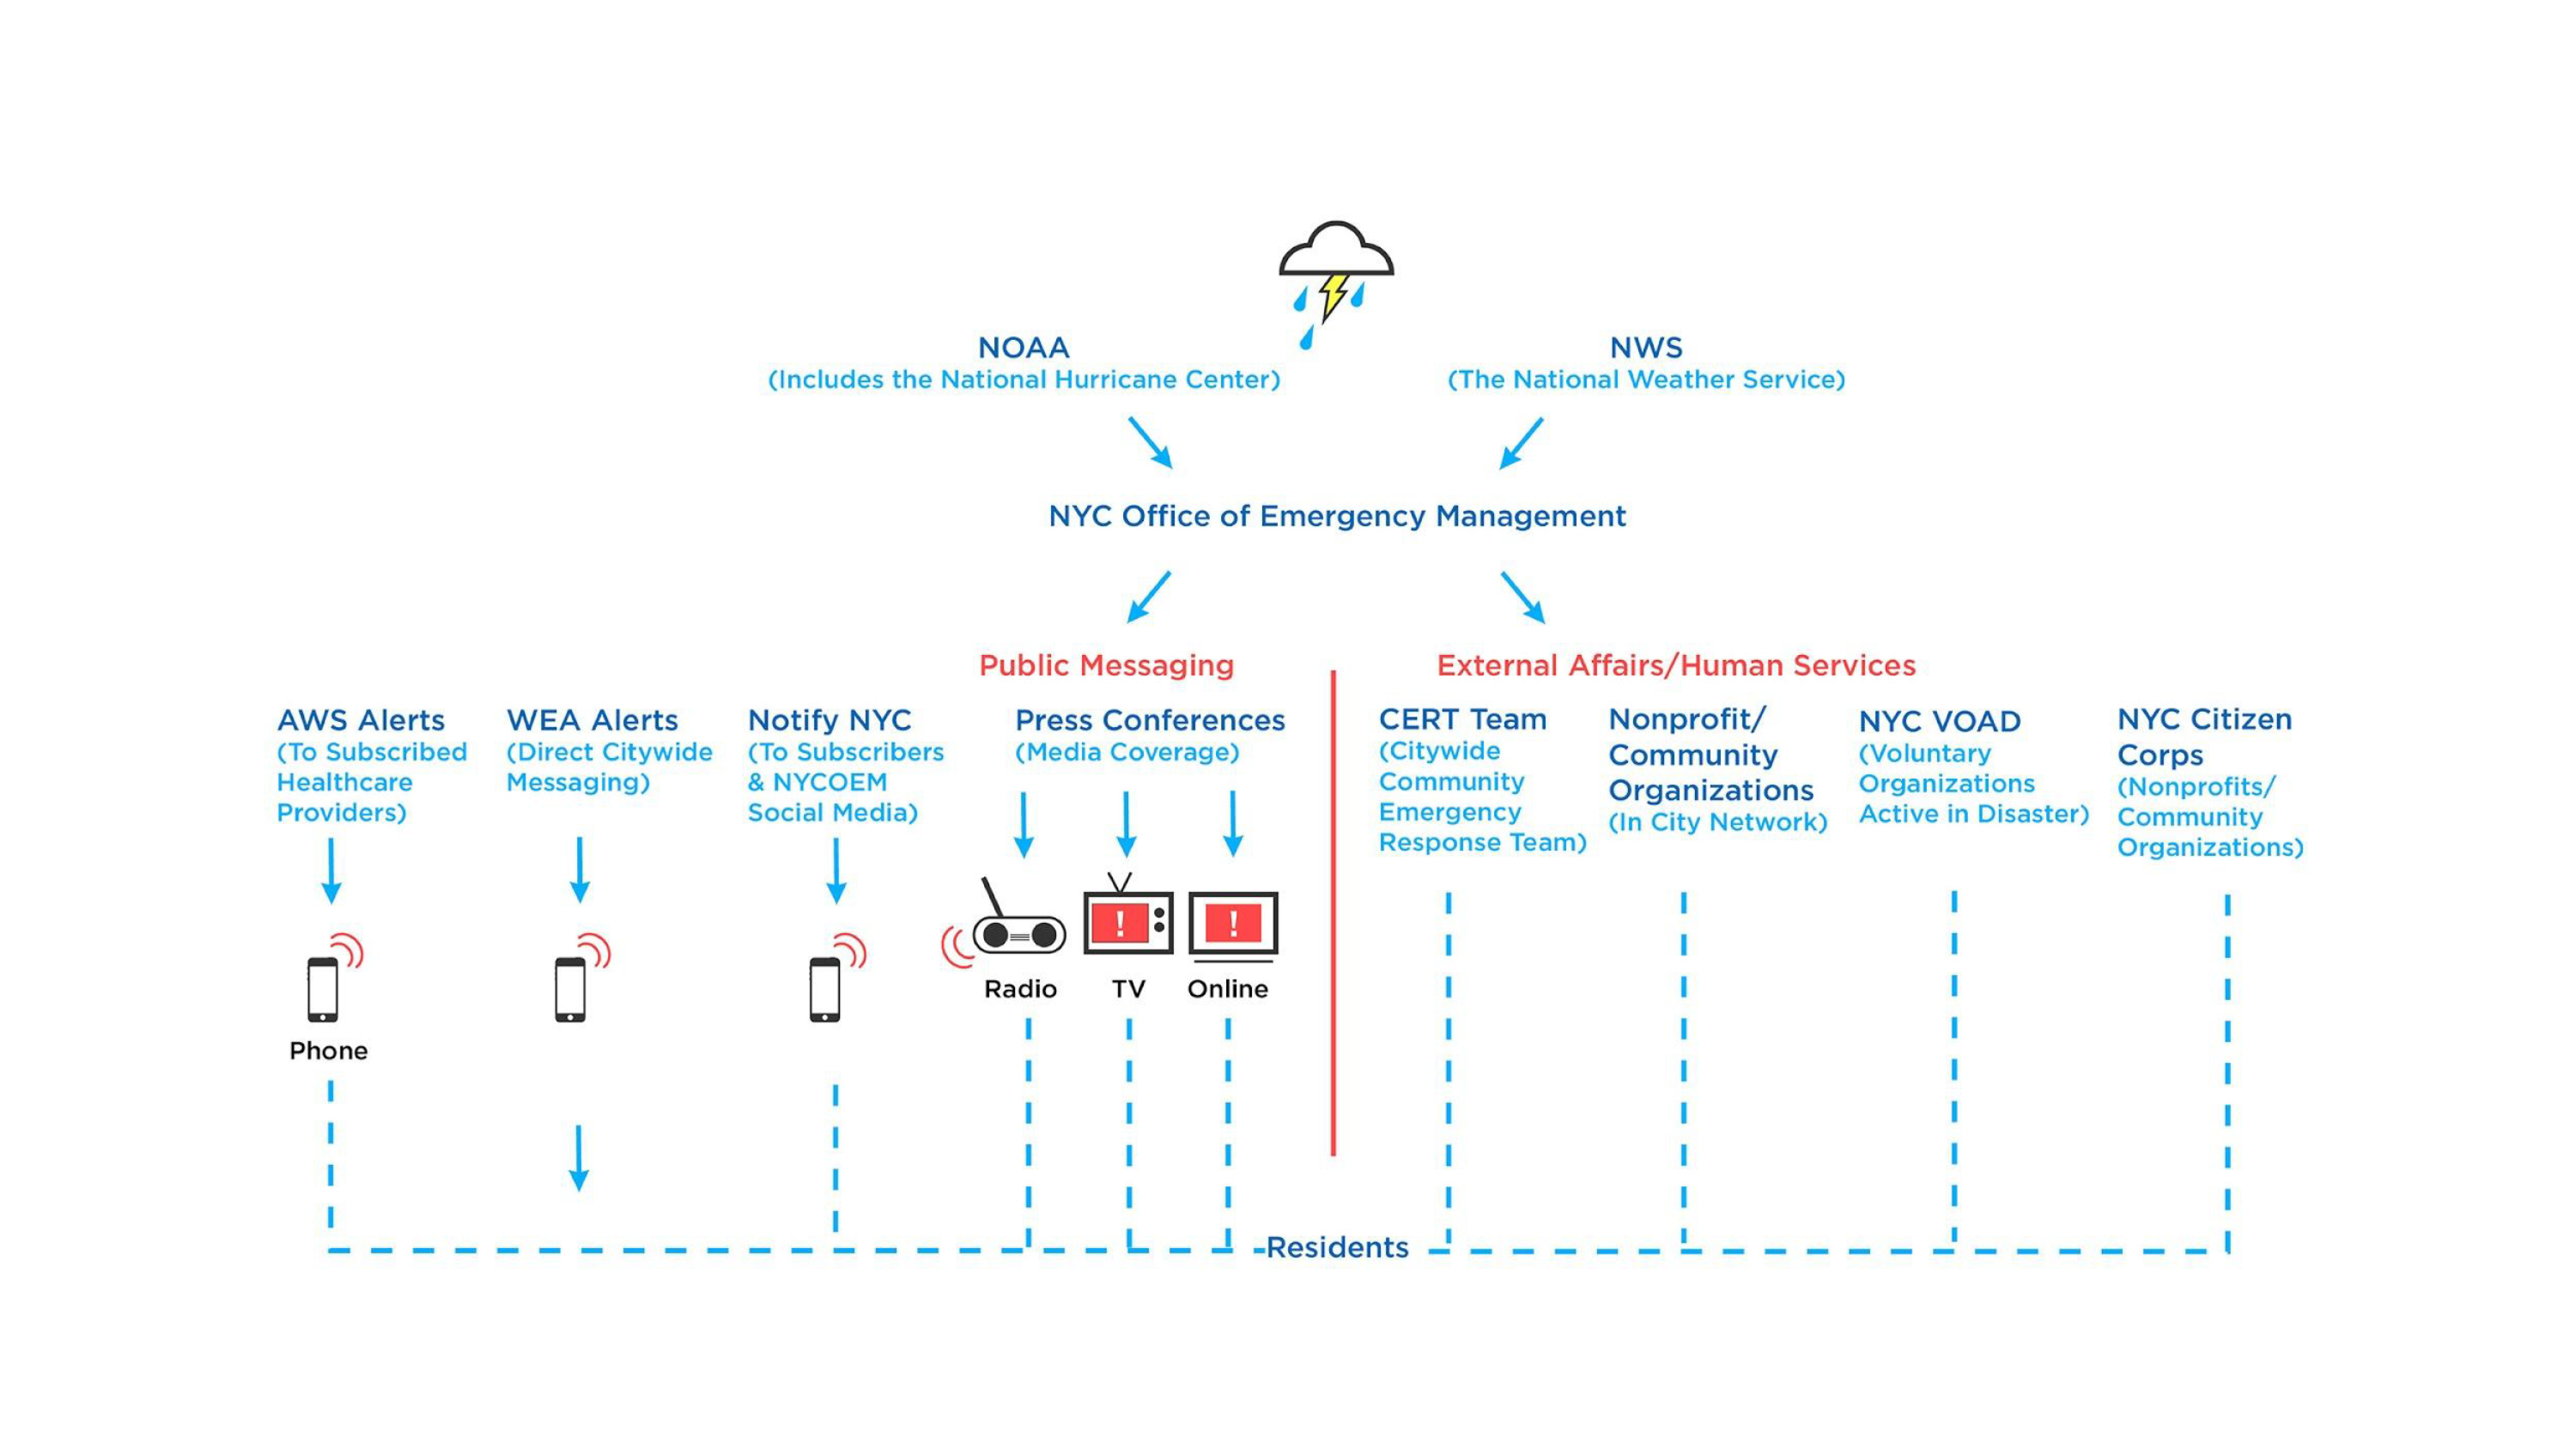 NOAA
(Includes the National Hurricane Center)
NWS
(The National Weather Service)
NYC Office of Emergency Management
Public Messaging
External Affairs/Human Services
AWS Alerts
(To Subscribed
Healthcare
Providers)
WEA Alerts
(Direct Citywide
Messaging)
Notify NYC
(To Subscribers
& NYCOEM
Social Media)
Press Conferences
(Media Coverage)
CERT Team
(Citywide
Community
Emergency
Response Team)
Nonprofit/
Community
Organizations
(In City Network)
NYC VOAD
(Voluntary
Organizations
Active in Disaster)
NYC Citizen
Corps
(Nonprofits/
Community
Organizations)
!
!
Radio
TV
Online
Phone
Residents